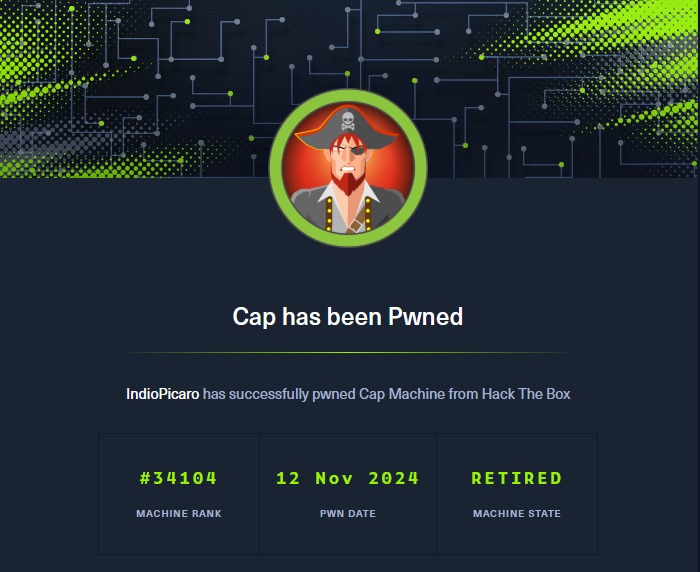 Cap has been Pwned
IndioPicaro has successfully pwned Cap Machine from Hack The Box
#34104 12 Nov 2024 RETIRED
MACHINE RANK PWN DATE MACHINE STATE